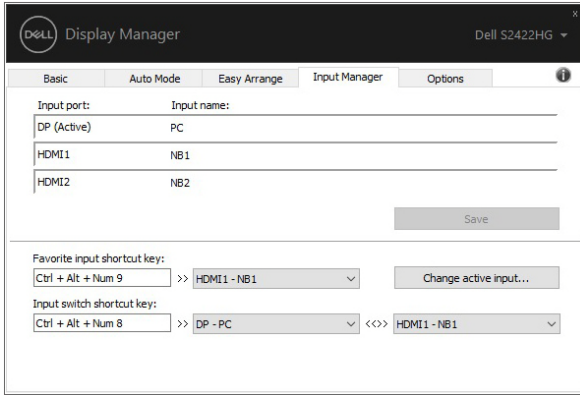 DELL Display Manager
x
Dell S2422HG
Basic Auto Mode Easy Arrange Input Manager Options i
Input port: Input name:
DP (Active) PC
HDMI1 NB1
HDMI2 NB2
Save
Favorite input shortcut key:
Ctrl + Alt + Num 9 >> HDMI1 - NB1 Change active input...
Input switch shortcut key:
Ctrl + Alt + Num 8 >> DP - PC <<>> HDMI1 - NB1